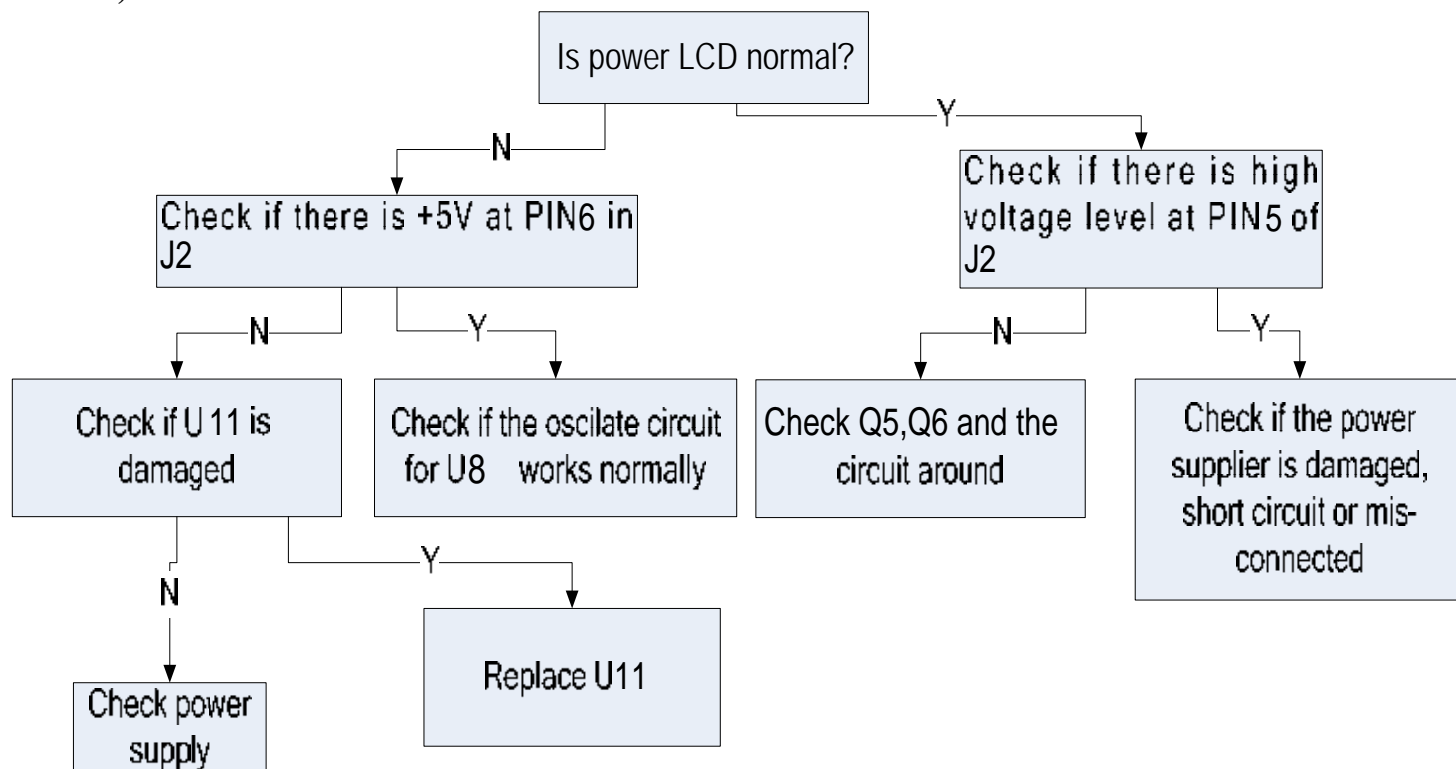 )
Is power LCD normal?
N
Y
Check if there is +5V at PIN6 in
J2
Check if there is high
voltage level at PIN5 of
J2
N
Y
N
Y
Check if U11 is
damaged
Check if the oscilate circuit
for U8 works normally
Check Q5,Q6 and the
circuit around
Check if the power
supplier is damaged,
short circuit or mis-
connected
N
Y
Check power
supply
Replace U11